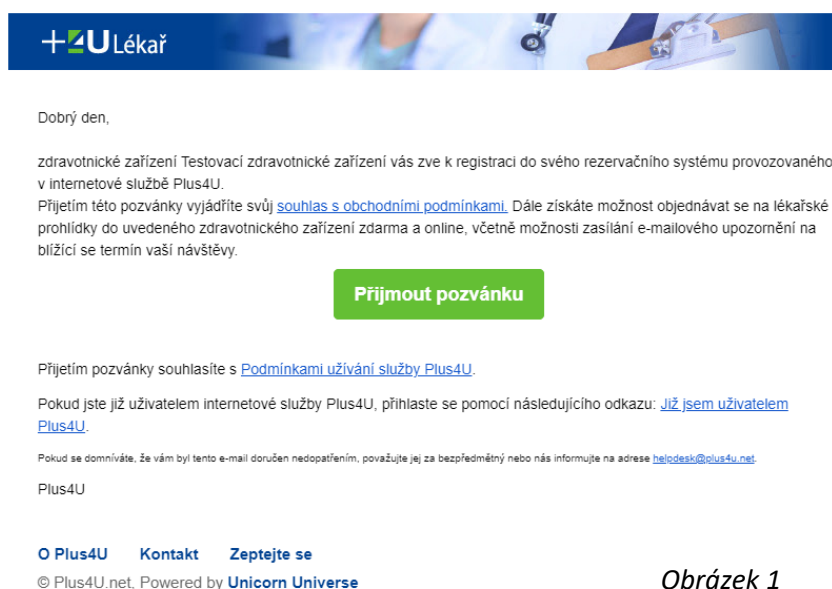 +4U Lékař
Dobrý den,
zdravotnické zařízení Testovací zdravotnické zařízení vás zve k registraci do svého rezervačního systému provozovaného
v internetové službě Plus4U.
Přijetím této pozvánky vyjádříte svůj souhlas s obchodními podmínkami. Dále získáte možnost objednávat se na lékařské
prohlídky do uvedeného zdravotnického zařízení zdarma a online, včetně možnosti zasílání e-mailového upozornění na
blížící se termín vaší návštěvy.
Přijmout pozvánku
Přijetím pozvánky souhlasíte s Podmínkami užívání služby Plus4U.
Pokud jste již uživatelem internetové služby Plus4U, přihlaste se pomocí následujícího odkazu: Již jsem uživatelem
Plus4U.
Pokud se domníváte, že vám byl tento e-mail doručen nedopatřením, považujte jej za bezpředmětný nebo nás informujte na adrese helpdesk@plus4u.net.
Plus4U
O Plus4U Kontakt Zeptejte se
© Plus4U.net, Powered by Unicorn Universe
Obrázek 1